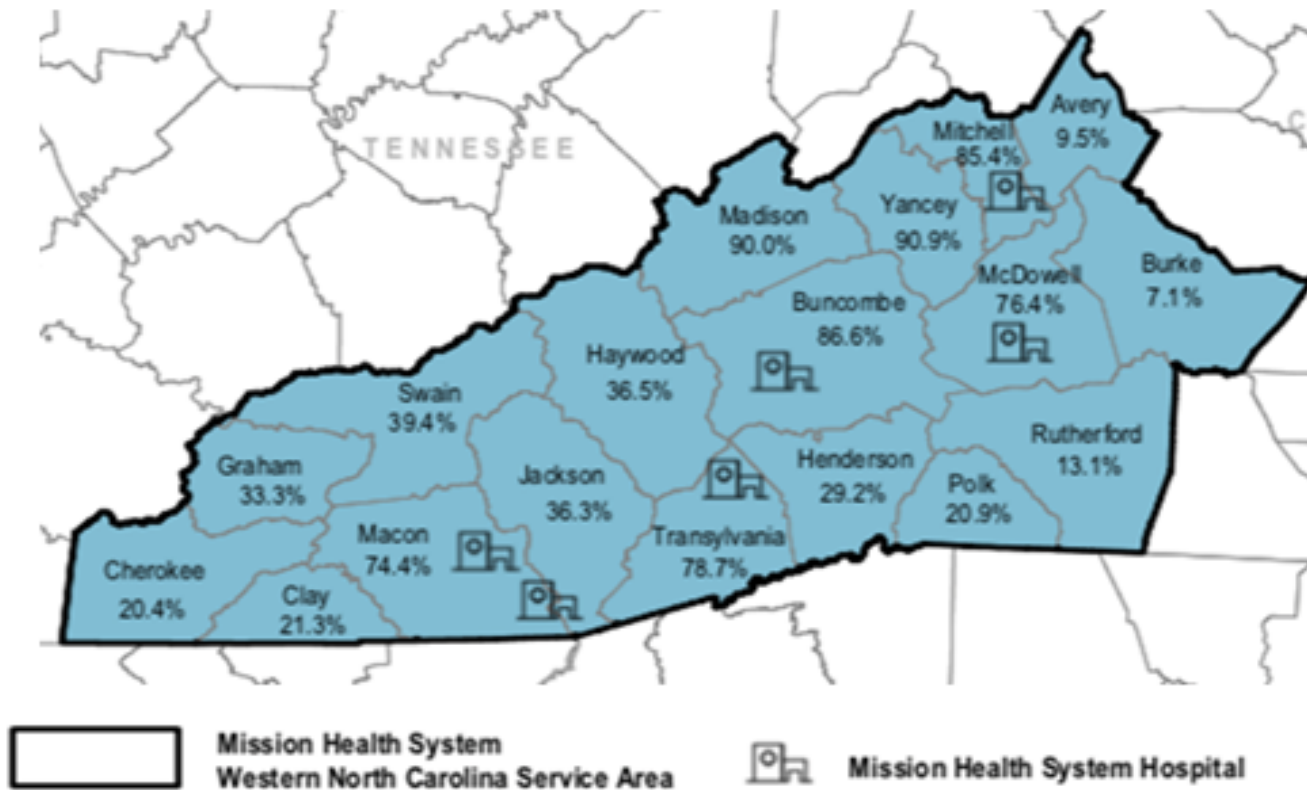 Avery
9.5%
Mitchell
85.4%
TENNESSEE
C
Madison
90.0%
Yancey
90.9%
McDowell
76.4%
Burke
7.1%
Buncombe
86.6%
Haywood
36.5%
Swain
39.4%
Graham
33.3%
Jackson
36.3%
Henderson
29.2%
Polk
20.9%
Rutherford
13.1%
Macon
74.4%
Transylvania
78.7%
Cherokee
20.4%
Clay
21.3%
Mission Health System
Western North Carolina Service Area
Mission Health System Hospital